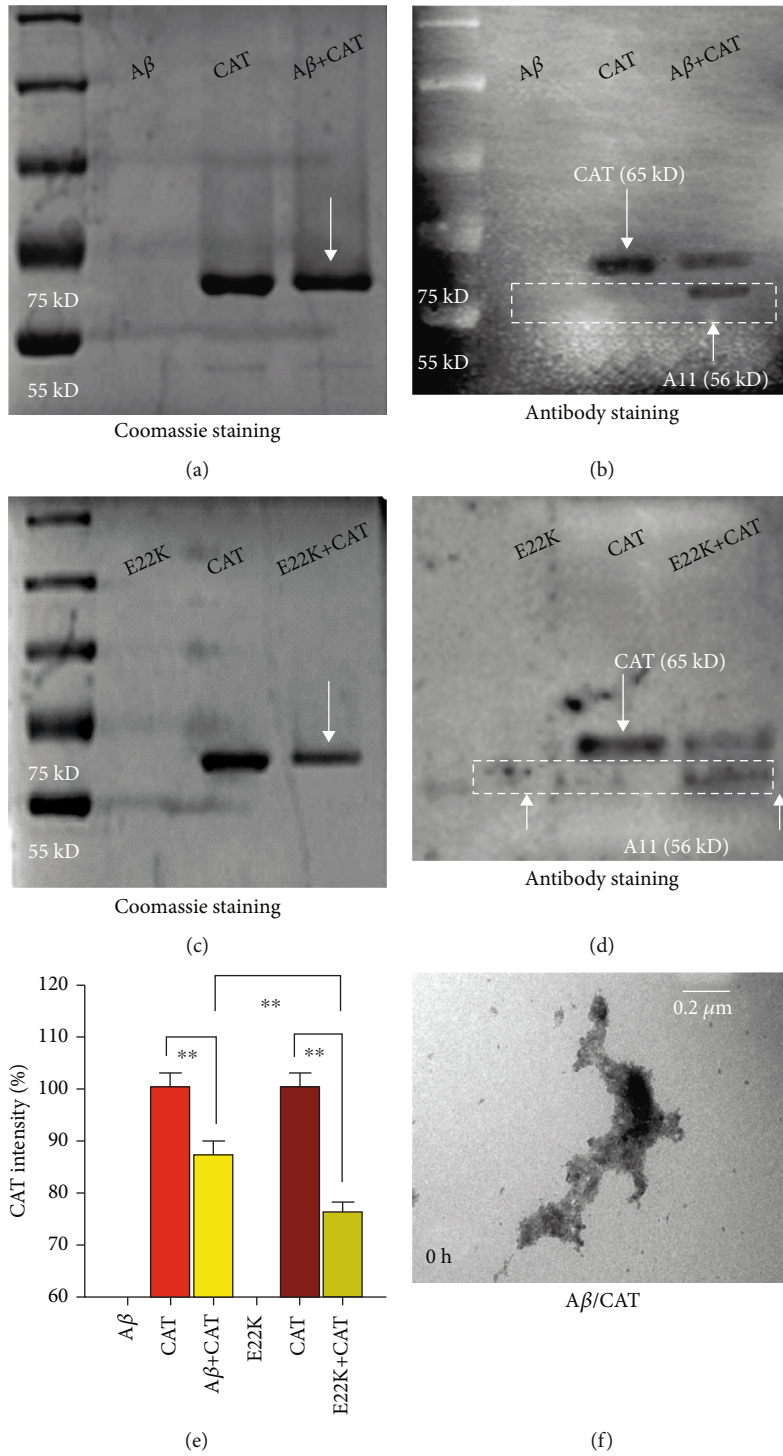 Aβ CAT Aβ+CAT
75 kD
55 kD
Coomassie staining
(a)
Aβ CAT Aβ+CAT
CAT (65 kD)
75 kD
55 kD
A11 (56 kD)
Antibody staining
(b)
E22K CAT E22K+CAT
75 kD
55 kD
Coomassie staining
(c)
E22K CAT E22K+CAT
CAT (65 kD)
A11 (56 kD)
Antibody staining
(d)
CAT intensity (%)
120
110
100
90
80
70
60
**
**
**
Aβ
CAT
Aβ+CAT
E22K
CAT
E22K+CAT
(e)
0.2 μm
0 h
Aβ/CAT
(f)